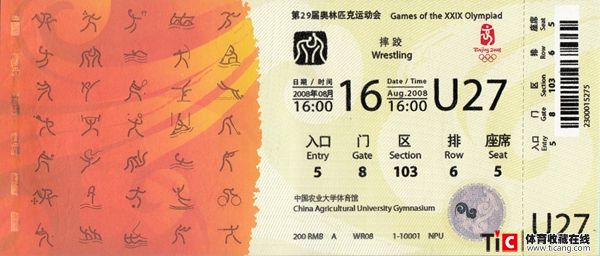 第29届奥林匹克运动会 Games of the XXIX Olympiad
摔 跤
Wrestling
Beijing 2008
日期 / 时间
2008年08月
16:00
16
Date / Time
Aug.2008
16:00
U27
入口 门 区 排 座席
Entry Gate Section Row Seat
5 8 103 6 5
中国农业大学体育馆
China Agricultural University Gymnasium
200 RMB A WR08 1-10001 NPU
座席 Seat 5
排 Row 6
区 Section 103
门 Gate 8
入口 Entry 5
2300015275
U27
TiC 体育收藏在线
www.ticang.com